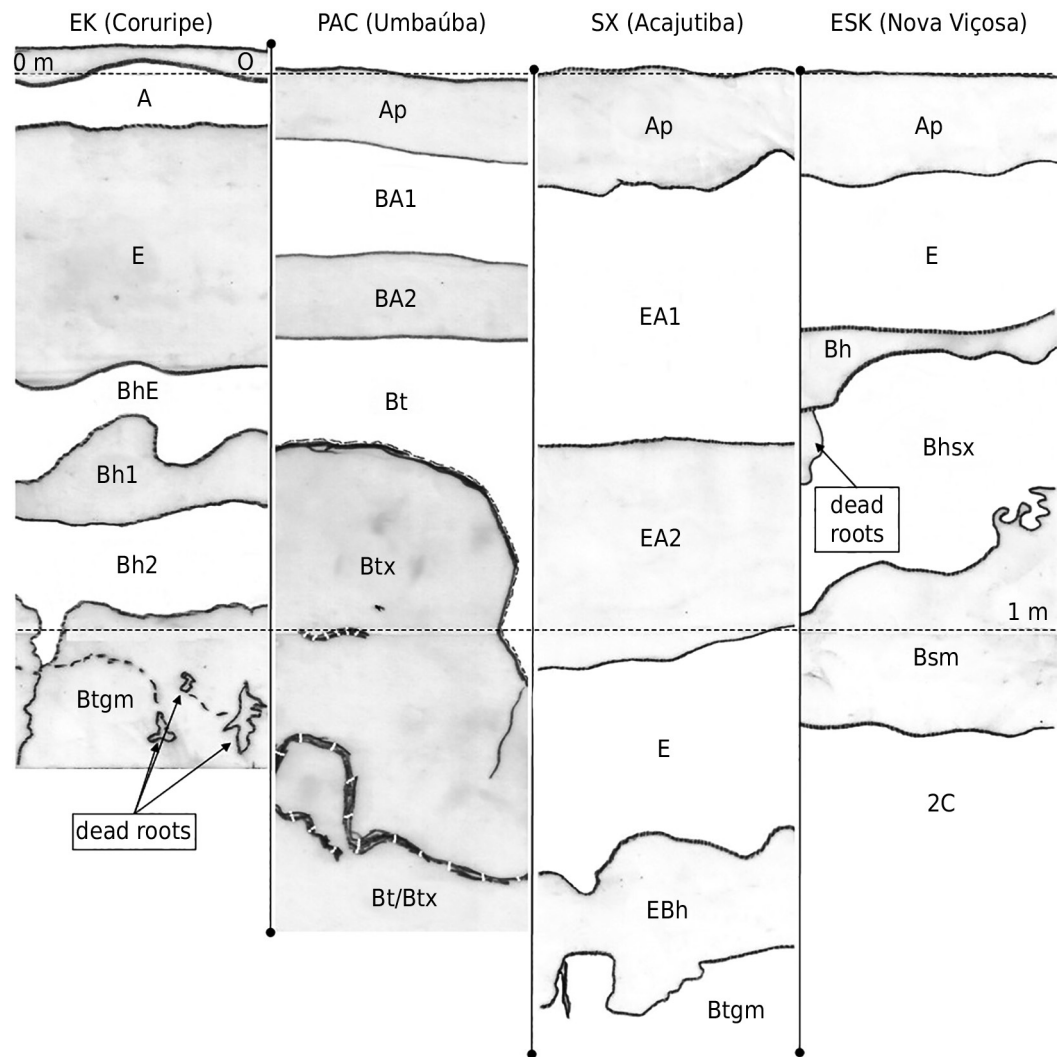 EK (Coruripe)
PAC (Umbaúba)
SX (Acajutiba)
ESK (Nova Viçosa)
0 m
O
A
E
BhE
Bh1
Bh2
Btgm
dead roots
Ap
BA1
BA2
Bt
Btx
Bt/Btx
Ap
EA1
EA2
E
EBh
Btgm
Ap
E
Bh
Bhsx
dead
roots
1 m
Bsm
2C